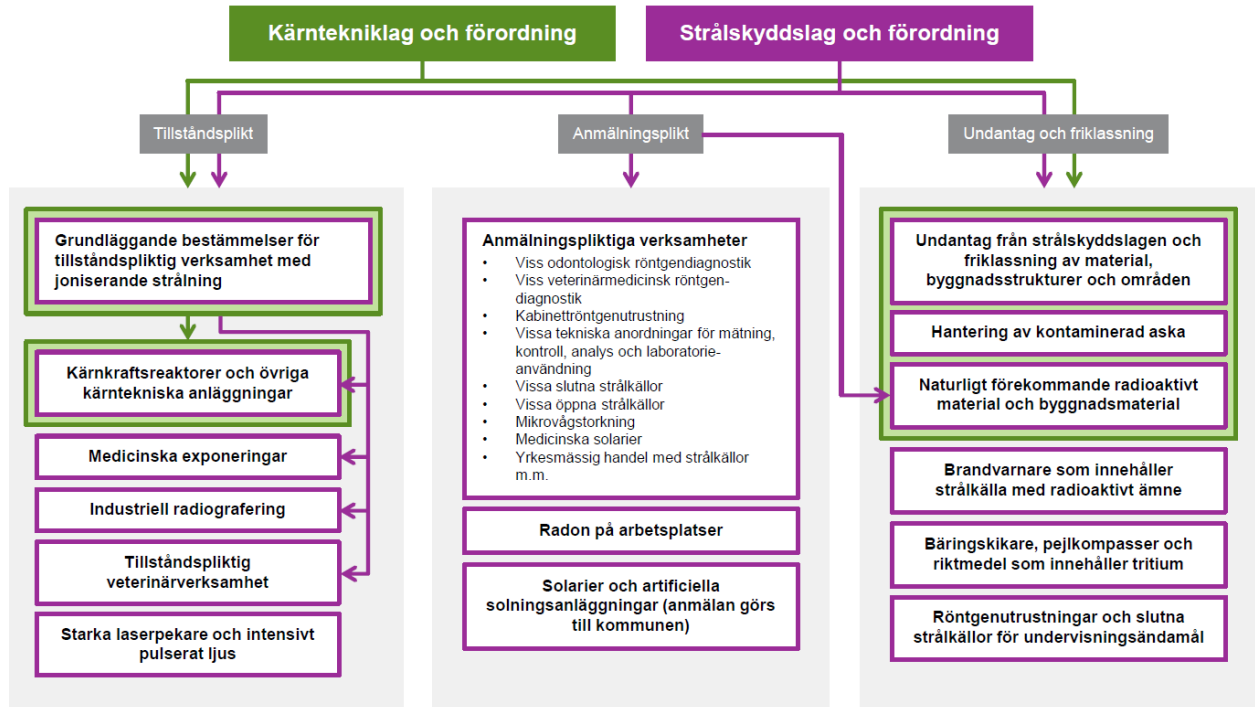 Kärntekniklag och förordning
Strålskyddslag och förordning
Tillståndsplikt
Anmälningsplikt
Undantag och friklassning
Grundläggande bestämmelser för
tillståndspliktig verksamhet med
joniserande strålning
Kärnkraftsreaktorer och övriga
kärntekniska anläggningar
Medicinska exponeringar
Industriell radiografering
Tillståndspliktig
veterinärverksamhet
Starka laserpekare och intensivt
pulserat ljus
Anmälningspliktiga verksamheter
• Viss odontologisk röntgendiagnostik
• Viss veterinärmedicinsk röntgen-
diagnostik
• Kabinettröntgenutrustning
• Vissa tekniska anordningar för mätning,
kontroll, analys och laboratorie-
användning
• Vissa slutna strålkällor
• Vissa öppna strålkällor
• Mikrovågstorkning
• Medicinska solarier
• Yrkesmässig handel med strålkällor
m.m.
Radon på arbetsplatser
Solarier och artificiella
solningsanläggningar (anmälan görs
till kommunen)
Undantag från strålskyddslagen och
friklassning av material,
byggnadsstrukturer och områden
Hantering av kontaminerad aska
Naturligt förekommande radioaktivt
material och byggnadsmaterial
Brandvarnare som innehåller
strålkälla med radioaktivt ämne
Bäringskikare, pejlkompasser och
riktmedel som innehåller tritium
Röntgenutrustningar och slutna
strålkällor för undervisningsändamål